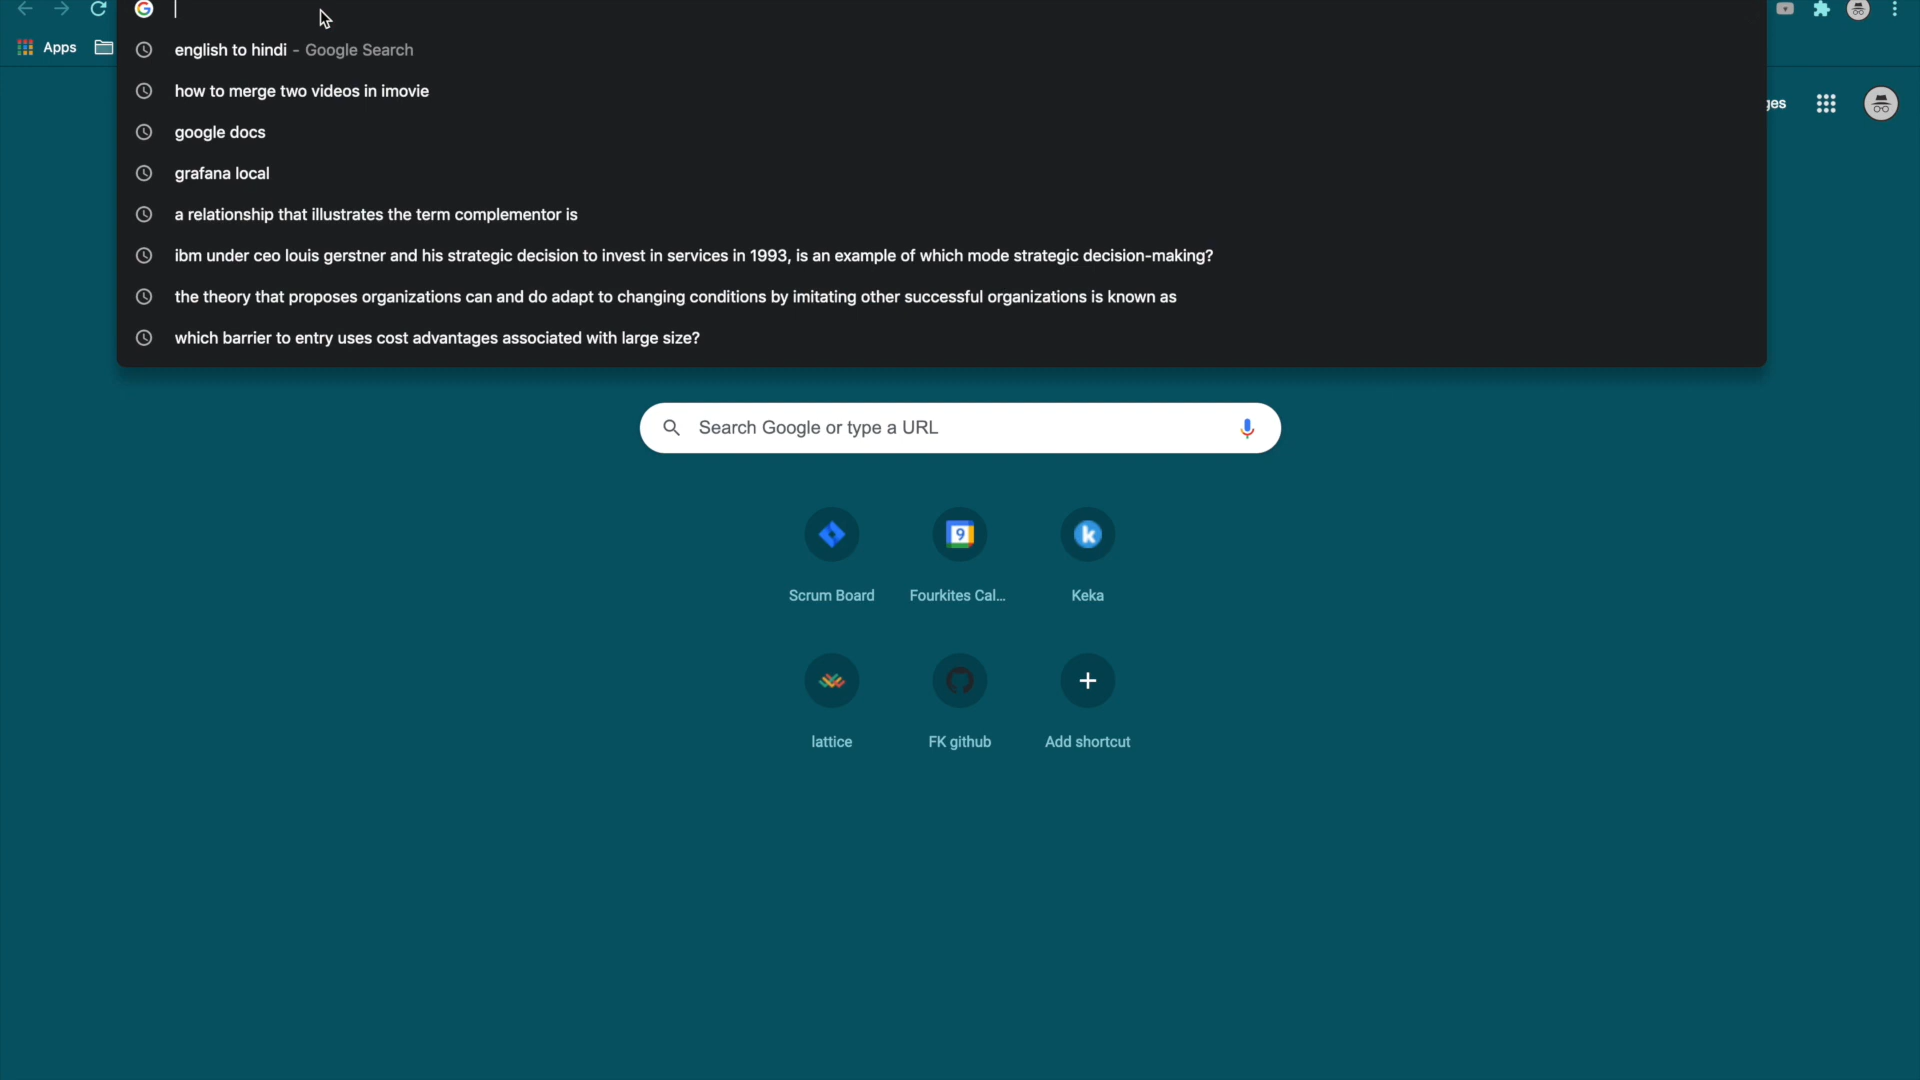 english to hindi - Google Search
Apps
how to merge two videos in imovie
ges
google docs
grafana local
a relationship that illustrates the term complementor is
ibm under ceo louis gerstner and his strategic decision to invest in services in 1993, is an example of which mode strategic decision-making?
the theory that proposes organizations can and do adapt to changing conditions by imitating other successful organizations is known as
which barrier to entry uses cost advantages associated with large size?
Search Google or type a URL
9
k
Scrum Board
Fourkites Cal...
Keka
lattice
FK github
Add shortcut